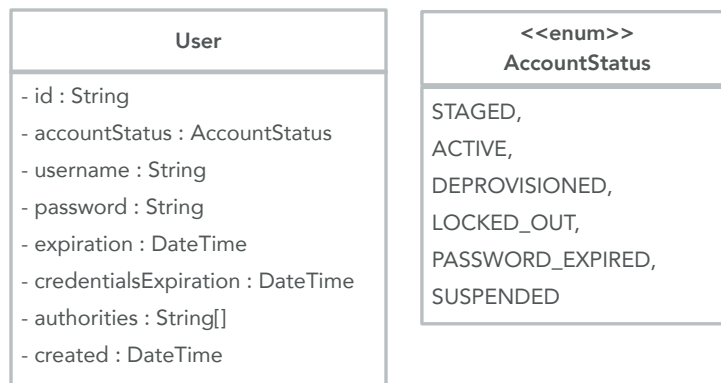 User
- id : String
- accountStatus : AccountStatus
- username : String
- password : String
- expiration : DateTime
- credentialsExpiration : DateTime
- authorities : String[]
- created : DateTime
<<enum>>
AccountStatus
STAGED,
ACTIVE,
DEPROVISIONED,
LOCKED_OUT,
PASSWORD_EXPIRED,
SUSPENDED